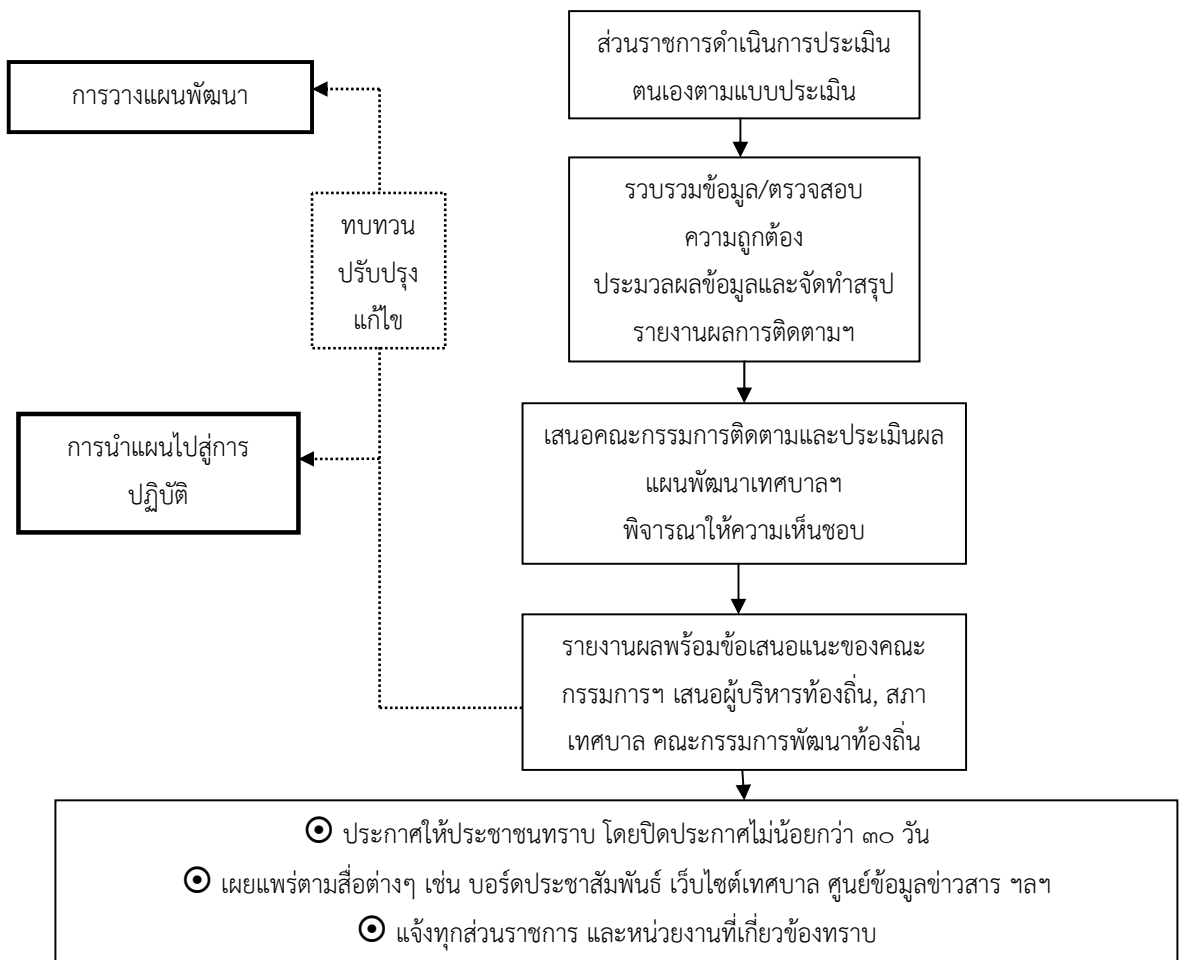 ส่วนราชการดำเนินการประเมิน
ตนเองตามแบบประเมิน
การวางแผนพัฒนา
รวบรวมข้อมูล/ตรวจสอบ
ความถูกต้อง
ประมวลผลข้อมูลและจัดทำสรุป
รายงานผลการติดตามฯ
ทบทวน
ปรับปรุง
แก้ไข
เสนอคณะกรรมการติดตามและประเมินผล
แผนพัฒนาเทศบาลฯ
พิจารณาให้ความเห็นชอบ
การนำแผนไปสู่การ
ปฏิบัติ
รายงานผลพร้อมข้อเสนอแนะของคณะ
กรรมการฯ เสนอผู้บริหารท้องถิ่น, สภา
เทศบาล คณะกรรมการพัฒนาท้องถิ่น
ประกาศให้ประชาชนทราบ โดยปิดประกาศไม่น้อยกว่า ๓๐ วัน
เผยแพร่ตามสื่อต่างๆ เช่น บอร์ดประชาสัมพันธ์ เว็บไซต์เทศบาล ศูนย์ข้อมูลข่าวสาร ฯลฯ
แจ้งทุกส่วนราชการ และหน่วยงานที่เกี่ยวข้องทราบ